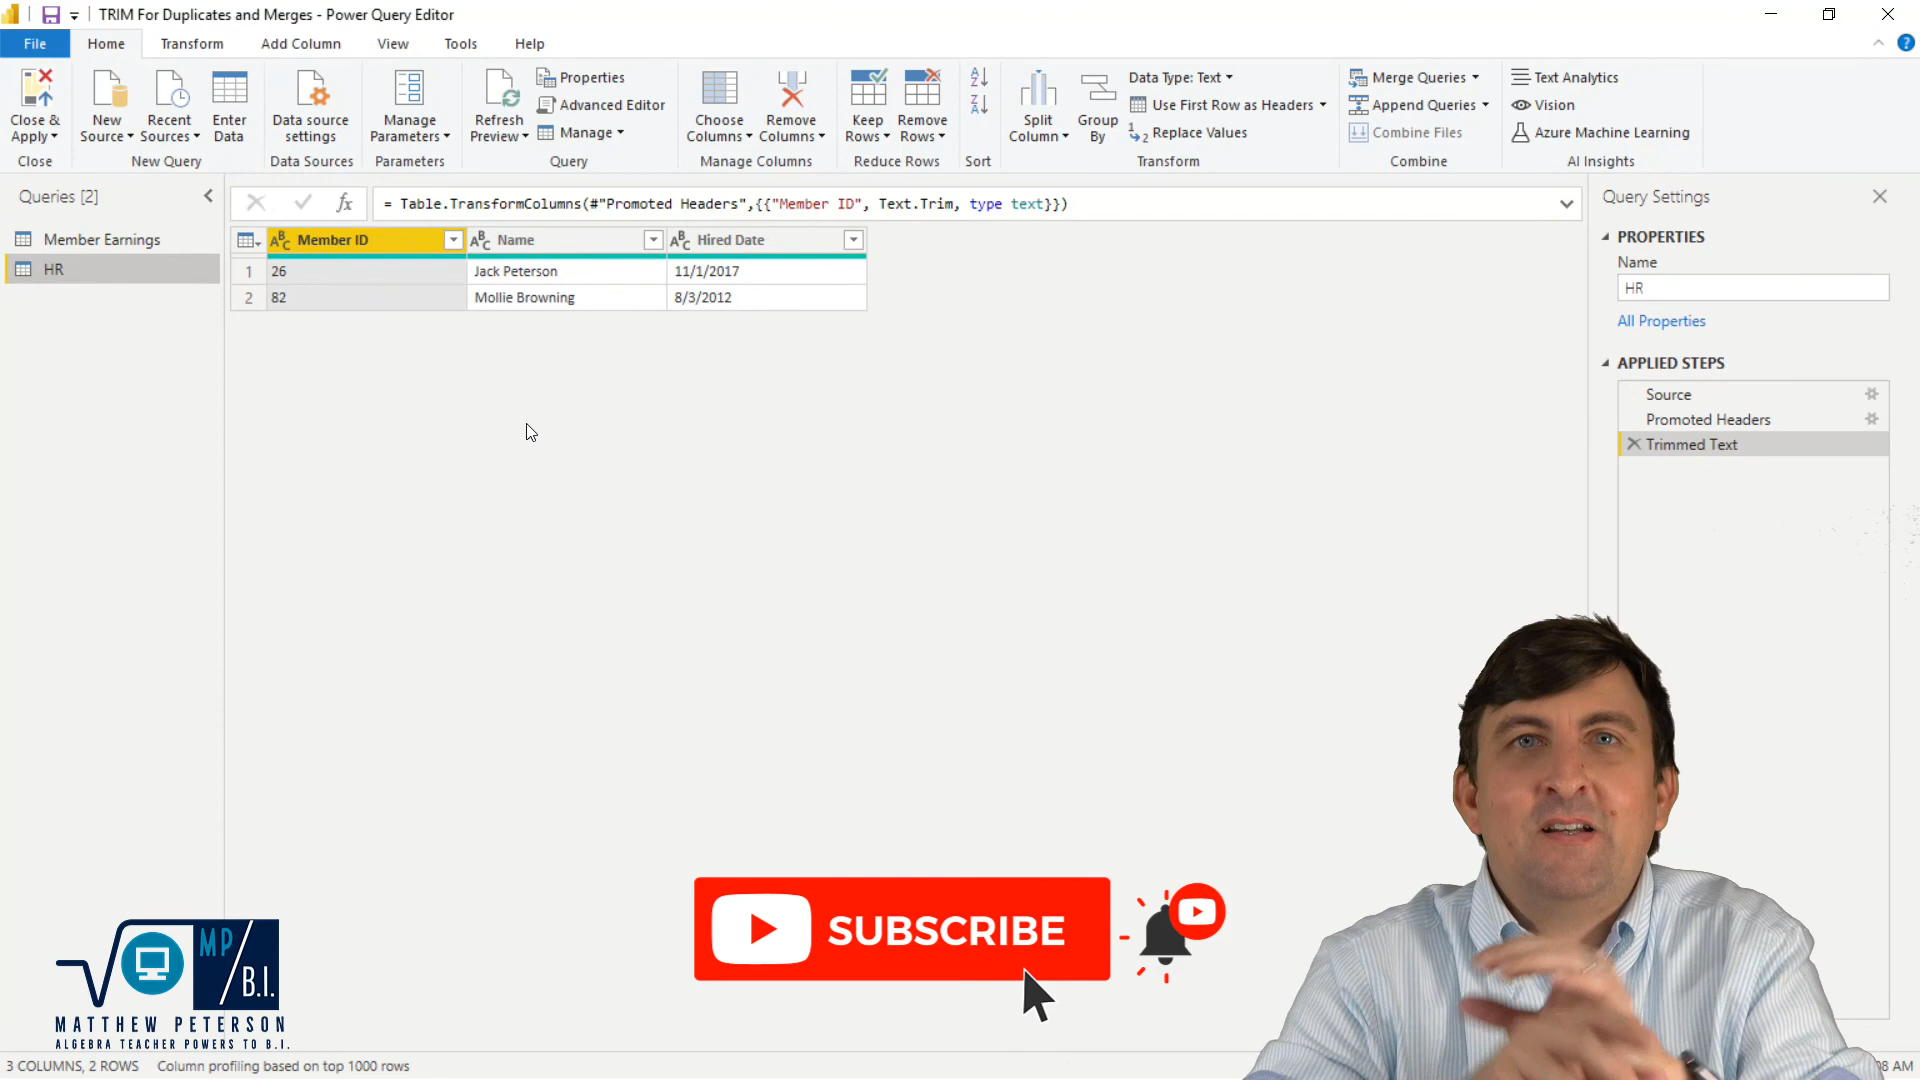 TRIM For Duplicates and Merges - Power Query Editor
File Home Transform Add Column View Tools Help
Close & Apply
Close
New Source
Recent Sources
Enter Data
New Query
Data source settings
Data Sources
Manage Parameters
Parameters
Refresh Preview
Properties
Advanced Editor
Manage
Query
Choose Columns
Remove Columns
Manage Columns
Keep Rows
Remove Rows
Reduce Rows
Sort
Split Column
Group By
Data Type: Text
Use First Row as Headers
Replace Values
Transform
Merge Queries
Append Queries
Combine Files
Combine
Text Analytics
Vision
Azure Machine Learning
AI Insights
Queries [2]
Member Earnings
HR
= Table.TransformColumns(#"Promoted Headers",{{"Member ID", Text.Trim, type text}})
Member ID Name Hired Date
1 26 Jack Peterson 11/1/2017
2 82 Mollie Browning 8/3/2012
Query Settings
PROPERTIES
Name
HR
All Properties
APPLIED STEPS
Source
Promoted Headers
Trimmed Text
SUBSCRIBE
MP/B.I.
MATTHEW PETERSON
ALGEBRA TEACHER POWERS TO B.I.
3 COLUMNS, 2 ROWS Column profiling based on top 1000 rows